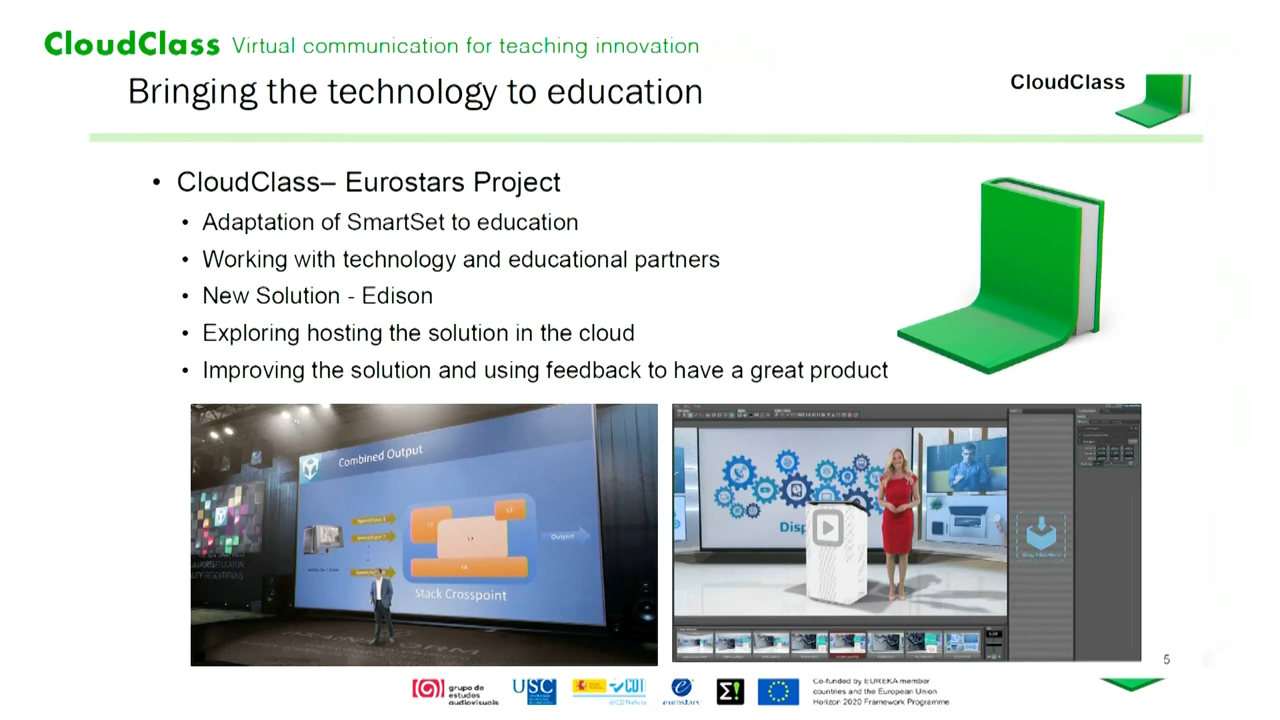 CloudClass Virtual communication for teaching innovation
Bringing the technology to education
CloudClass
• CloudClass– Eurostars Project
• Adaptation of SmartSet to education
• Working with technology and educational partners
• New Solution - Edison
• Exploring hosting the solution in the cloud
• Improving the solution and using feedback to have a great product
Combined Output
Output
Stack Crosspoint
Disp
5
grupo de
estudos
audiovisuais
USC
CDTI
eurostars
Σ!
Co-funded by EUREKA member
countries and the European Union
Horizon 2020 Framework Programme